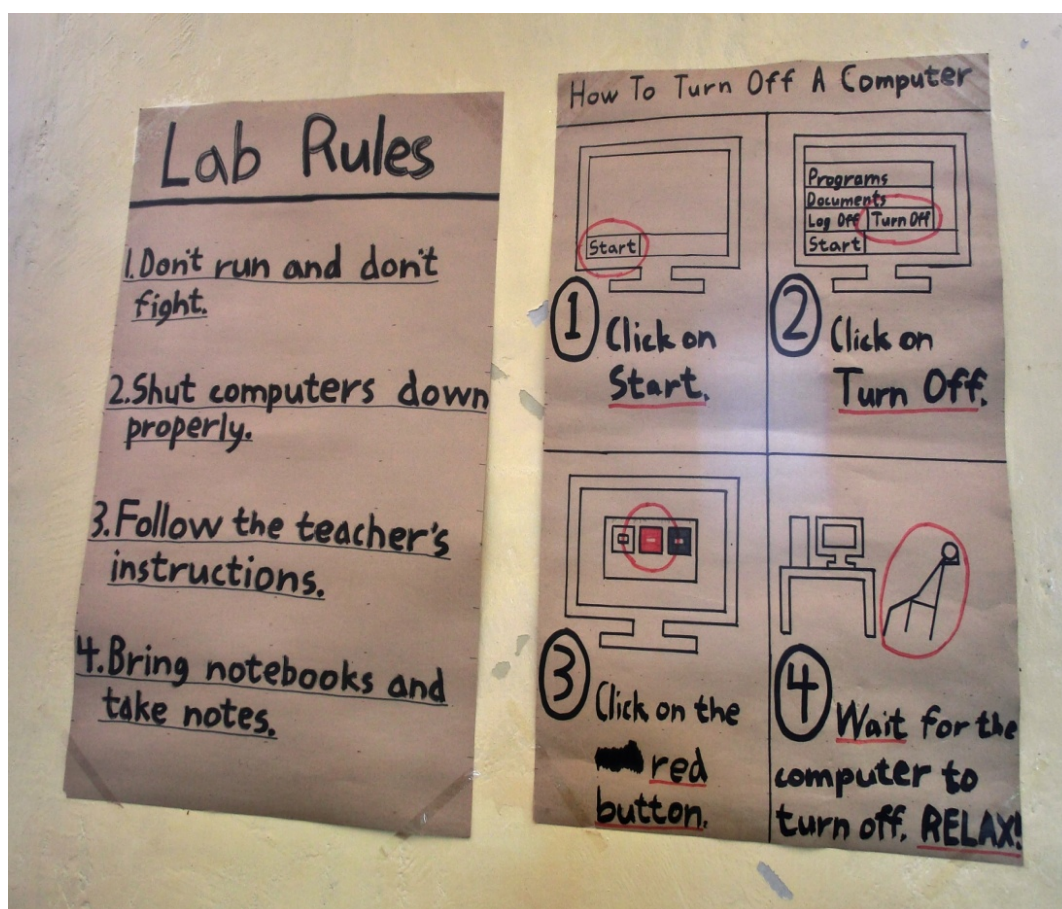 Lab Rules
1.Don't run and don't
fight.
2.Shut computers down
properly.
3.Follow the teacher's
instructions.
4.Bring notebooks and
take notes.
How To Turn Off A Computer
Start
1 Click on
Start.
Programs
Documents
Log Off Turn Off
Start
2 Click on
Turn Off.
3 Click on the
red
button.
4 Wait for the
computer to
turn off. RELAX!